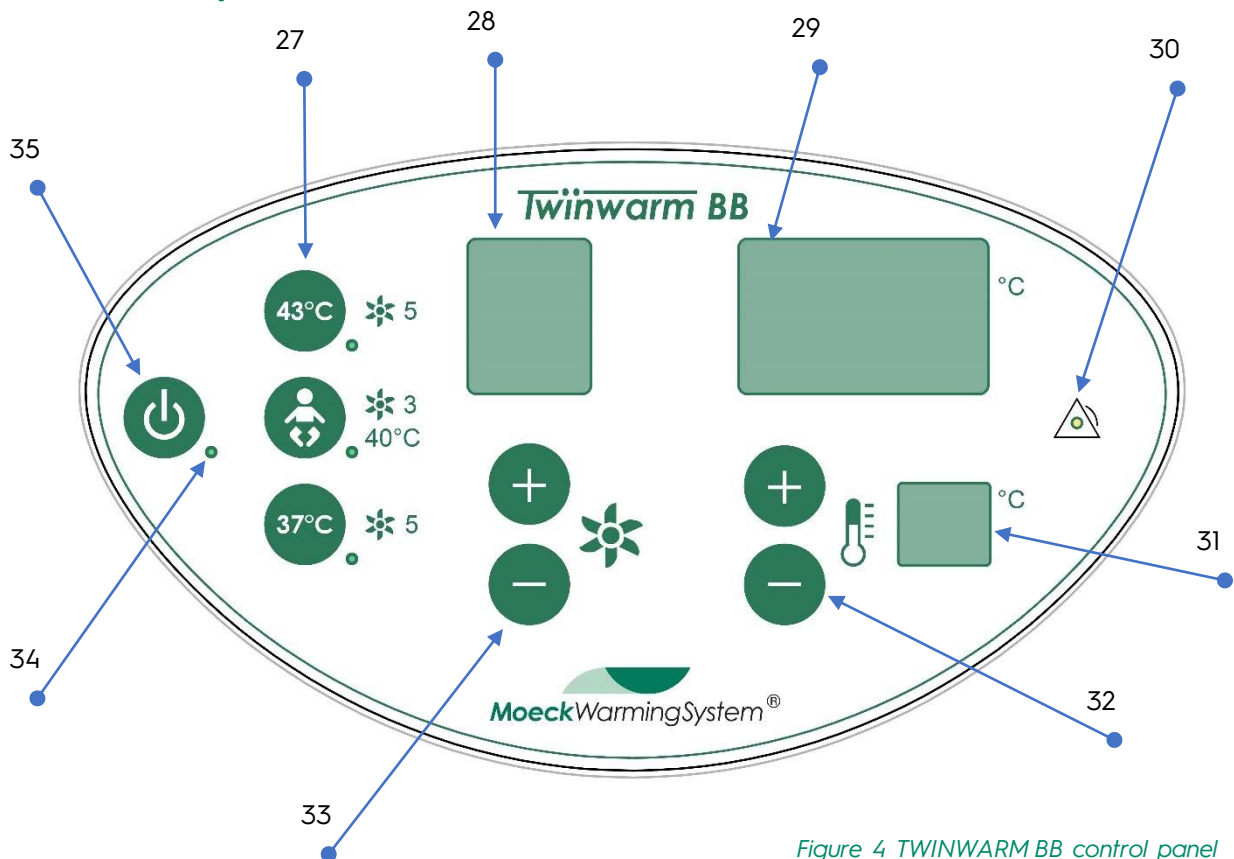 27
28
29
30
35
Twinwarm BB
43°C 5
°C
3
40°C
+ +
37°C 5
°C
31
− −
34
MoeckWarmingSystem®
32
33
Figure 4 TWINWARM BB control panel